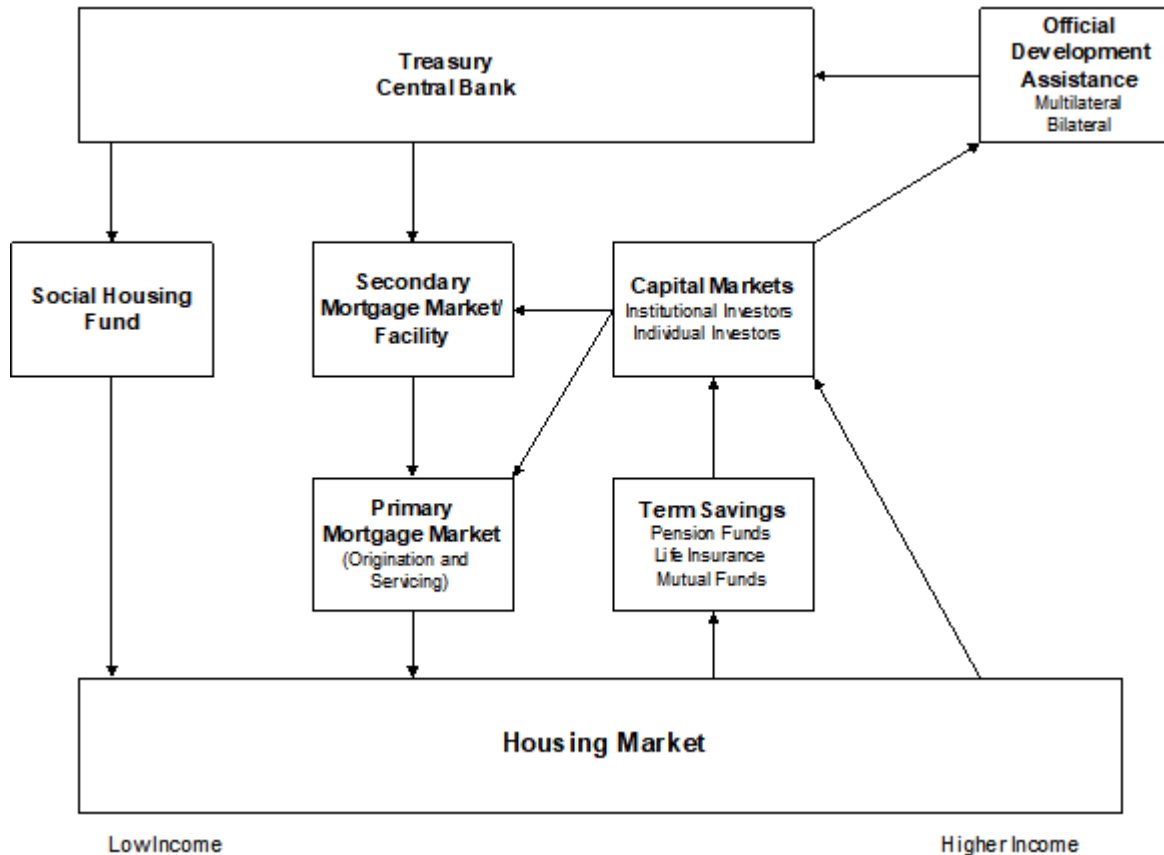 Treasury
Central Bank
Official
Development
Assistance
Multilateral
Bilateral
Social Housing
Fund
Secondary
Mortgage Market/
Facility
Capital Markets
Institutional Investors
Individual Investors
Primary
Mortgage Market
(Origination and
Servicing)
Term Savings
Pension Funds
Life Insurance
Mutual Funds
Housing Market
Low Income
Higher Income